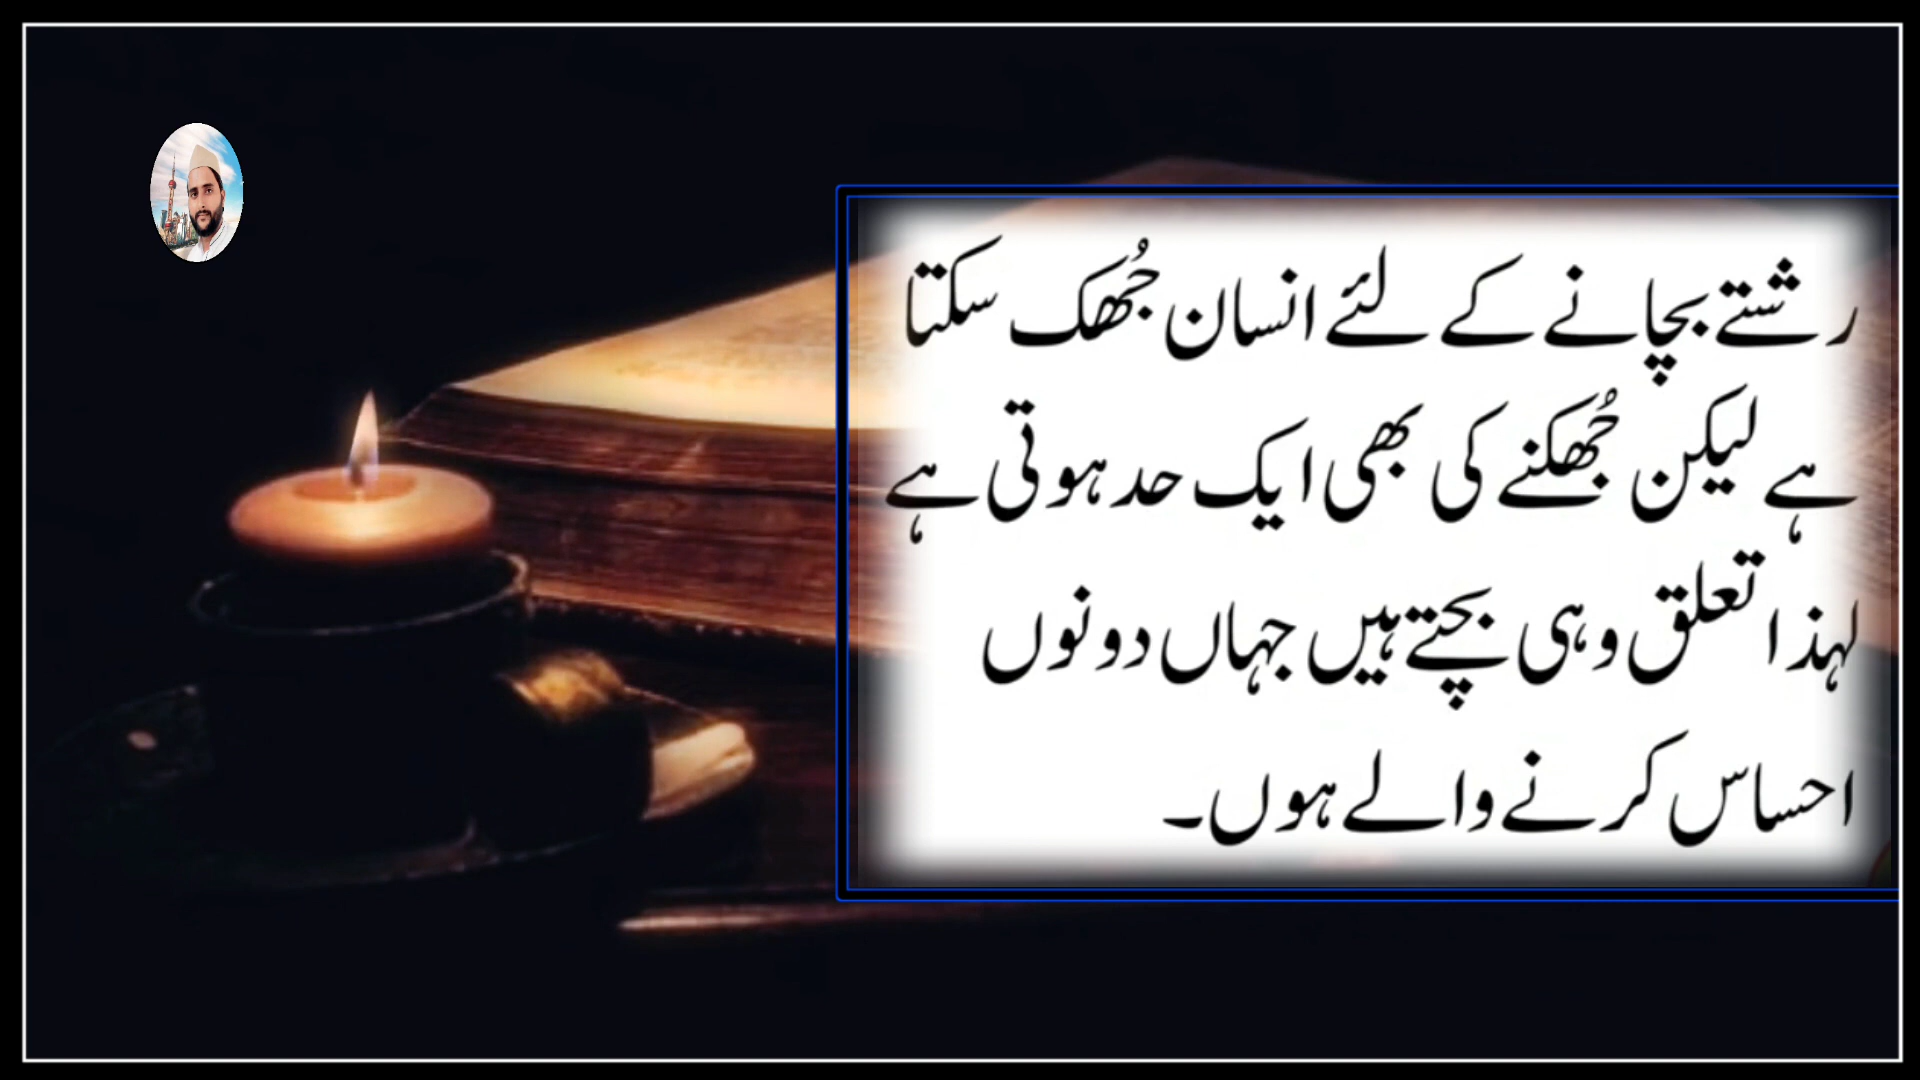 رشتے بچانے کے لئے انسان جُھک سکتا
ہے لیکن جُھکنے کی بھی ایک حد ہوتی ہے
لہذا تعلق وہی بچتے ہیں جہاں دونوں
احساس کرنے والے ہوں۔